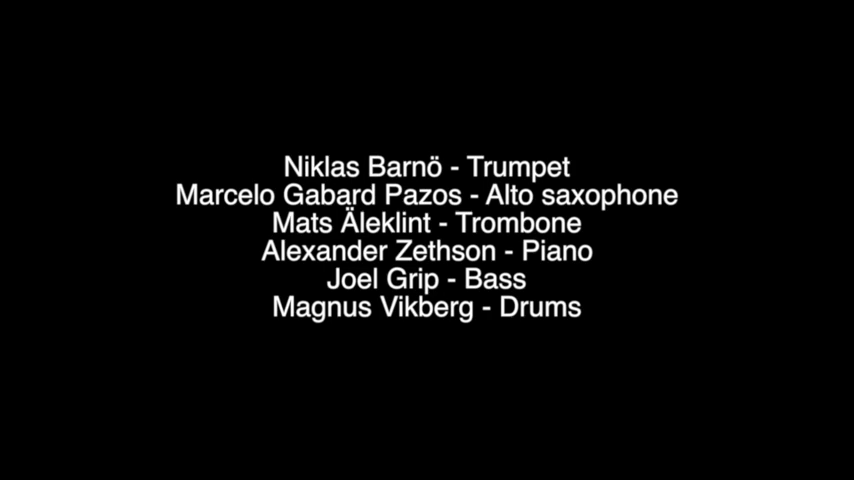 Niklas Barnö - Trumpet
Marcelo Gabard Pazos - Alto saxophone
Mats Äleklint - Trombone
Alexander Zethson - Piano
Joel Grip - Bass
Magnus Vikberg - Drums